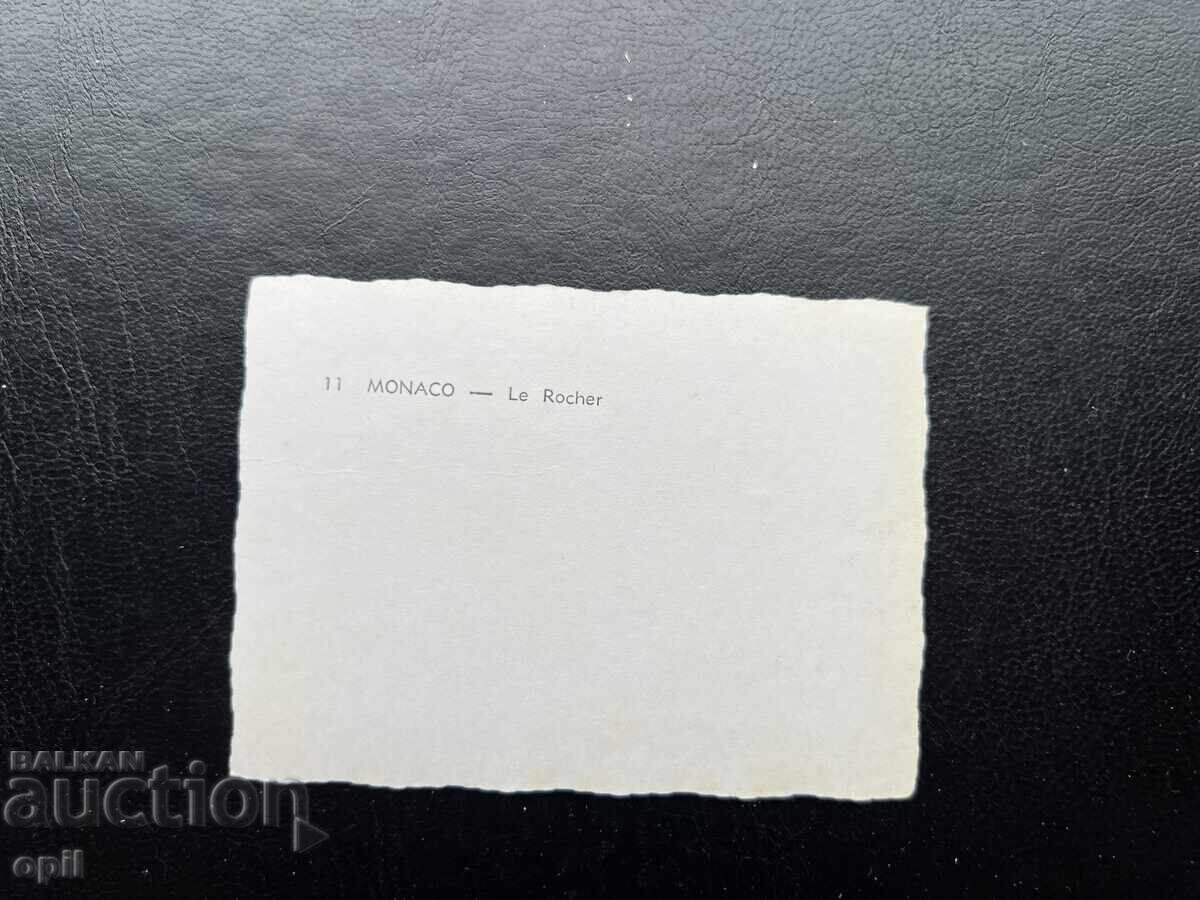 11 MONACO — Le Rocher
BALKAN
auction
opil